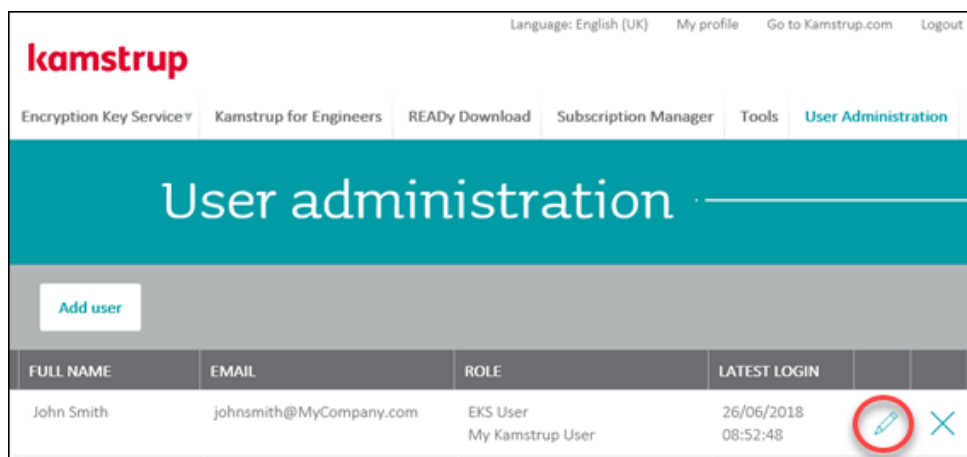 Language: English (UK) My profile Go to Kamstrup.com Logout
kamstrup
Encryption Key Service▾ Kamstrup for Engineers READy Download Subscription Manager Tools User Administration
User administration
Add user
FULL NAME EMAIL ROLE LATEST LOGIN
John Smith johnsmith@MyCompany.com EKS User 26/06/2018
My Kamstrup User 08:52:48